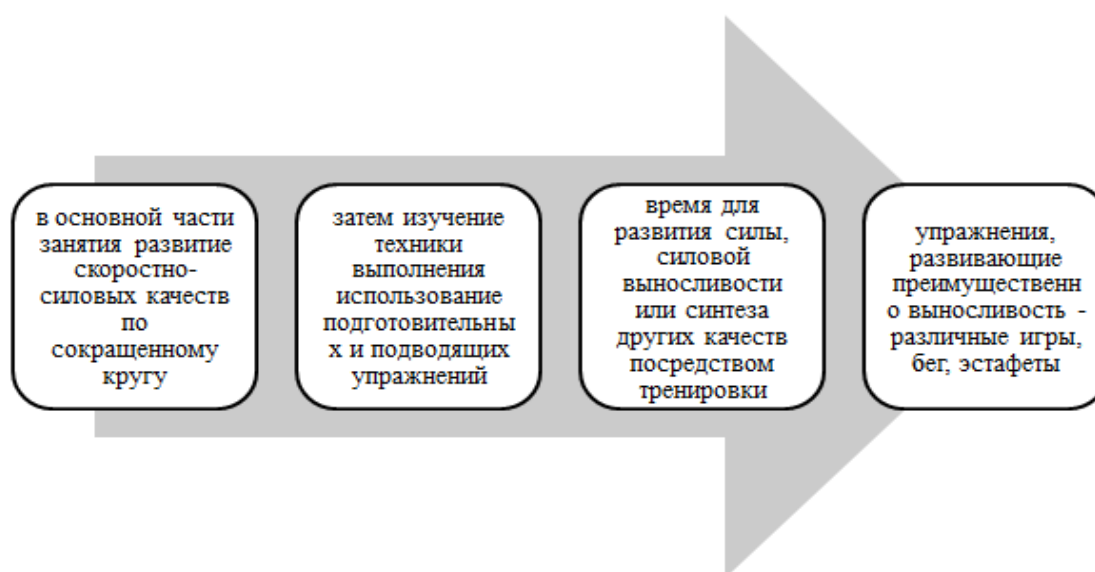 в основной части
занятия развитие
скоростно-
силовых качеств
по
сокращенному
кругу
затем изучение
техники
выполнения
использование
подготовительны
х и подводящих
упражнений
время для
развития силы,
силовой
выносливости
или синтеза
других качеств
посредством
тренировки
упражнения,
развивающие
преимущественн
о выносливость -
различные игры,
бег, эстафеты